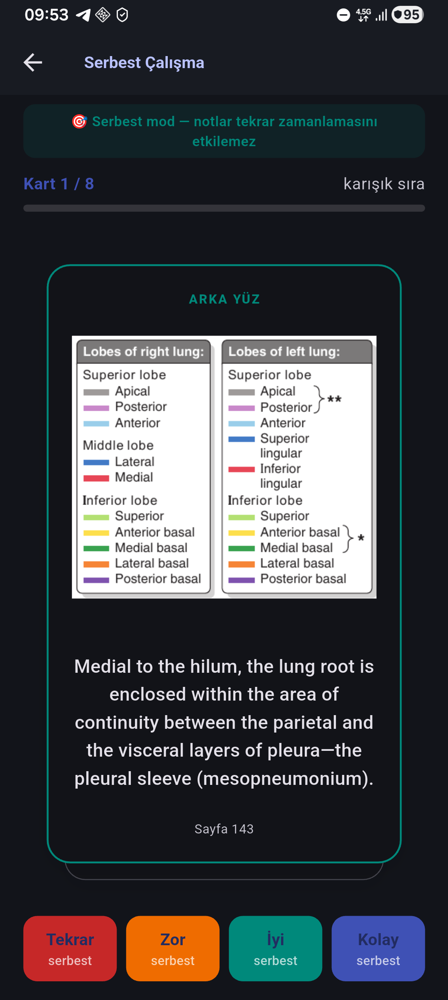 09:53
4.5G
95
Serbest Çalışma
🎯 Serbest mod — notlar tekrar zamanlamasını
etkilemez
Kart 1 / 8
karışık sıra
ARKA YÜZ
Lobes of right lung:
Superior lobe
Apical
Posterior
Anterior
Middle lobe
Lateral
Medial
Inferior lobe
Superior
Anterior basal
Medial basal
Lateral basal
Posterior basal
Lobes of left lung:
Superior lobe
Apical
Posterior
**
Anterior
Superior
lingular
Inferior
lingular
Inferior lobe
Superior
Anterior basal
Medial basal
*
Lateral basal
Posterior basal
Medial to the hilum, the lung root is
enclosed within the area of
continuity between the parietal and
the visceral layers of pleura—the
pleural sleeve (mesopneumonium).
Sayfa 143
Tekrar
serbest
Zor
serbest
İyi
serbest
Kolay
serbest